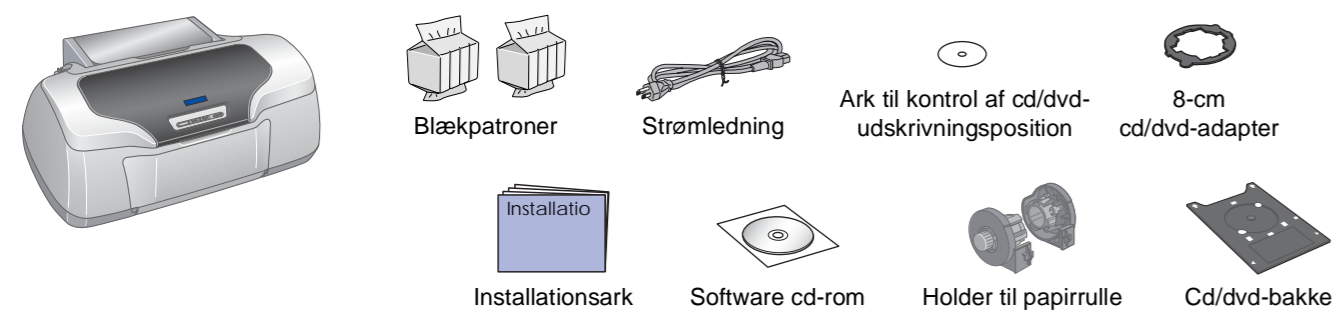 Blækpatroner
Strømledning
Ark til kontrol af cd/dvd-
udskrivningsposition
8-cm
cd/dvd-adapter
Installatio
Installationsark
Software cd-rom
Holder til papirrulle
Cd/dvd-bakke